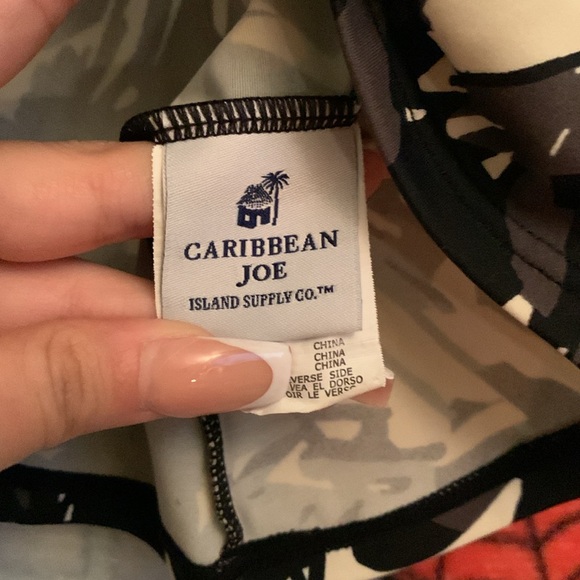 CARIBBEAN
JOE
ISLAND SUPPLY CO.™
CHINA
CHINA
CHINA
VERSE SIDE
VEA EL DORSO
OIR LE VERSO